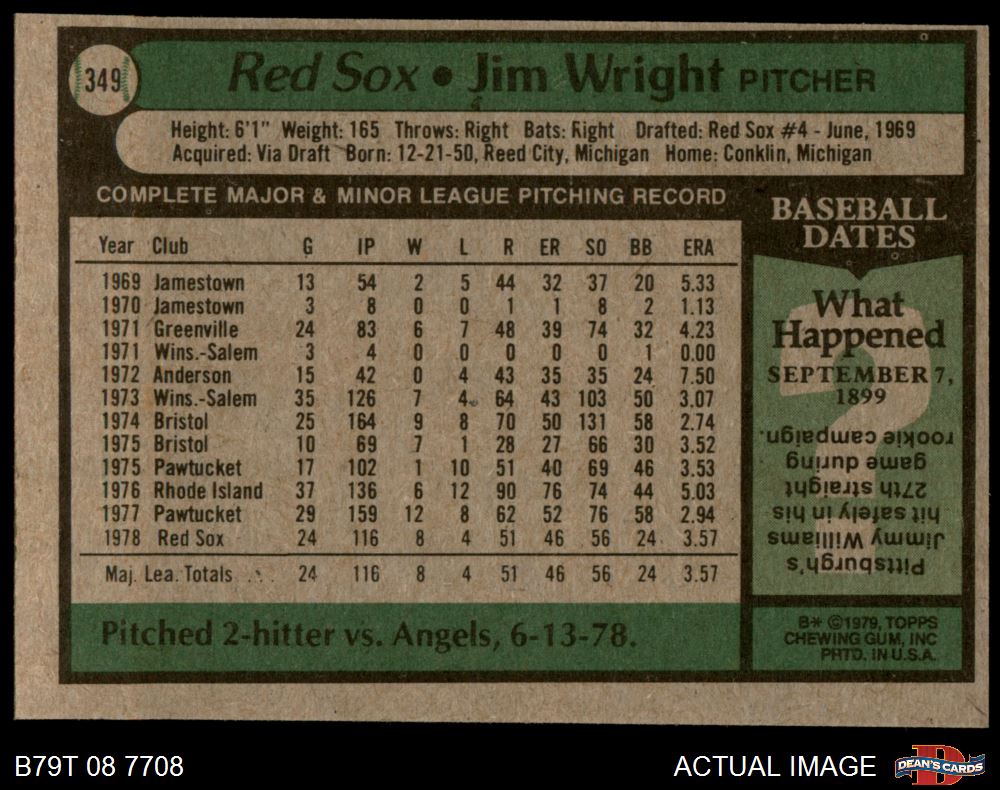 349
Red Sox • Jim Wright PITCHER
Height: 6'1" Weight: 165 Throws: Right Bats: Right Drafted: Red Sox #4 - June, 1969
Acquired: Via Draft Born: 12-21-50, Reed City, Michigan Home: Conklin, Michigan
COMPLETE MAJOR & MINOR LEAGUE PITCHING RECORD
Year Club G IP W L R ER SO BB ERA
1969 Jamestown 13 54 2 5 44 32 37 20 5.33
1970 Jamestown 3 8 0 0 1 1 8 2 1.13
1971 Greenville 24 83 6 7 48 39 74 32 4.23
1971 Wins.-Salem 3 4 0 0 0 0 0 1 0.00
1972 Anderson 15 42 0 4 43 35 35 24 7.50
1973 Wins.-Salem 35 126 7 4 64 43 103 50 3.07
1974 Bristol 25 164 9 8 70 50 131 58 2.74
1975 Bristol 10 69 7 1 28 27 66 30 3.52
1975 Pawtucket 17 102 1 10 51 40 69 46 3.53
1976 Rhode Island 37 136 6 12 90 76 74 44 5.03
1977 Pawtucket 29 159 12 8 62 52 76 58 2.94
1978 Red Sox 24 116 8 4 51 46 56 24 3.57
Maj. Lea. Totals 24 116 8 4 51 46 56 24 3.57
Pitched 2-hitter vs. Angels, 6-13-78.
BASEBALL
DATES
What
Happened
SEPTEMBER 7,
1899
?
Pittsburgh's
Jimmy Williams
hit safely in his
27th straight
game during
rookie campaign.
B* ©1979, TOPPS
CHEWING GUM, INC
PRTD. IN U.S.A.
B79T 08 7708
ACTUAL IMAGE
D
DEAN'S CARDS